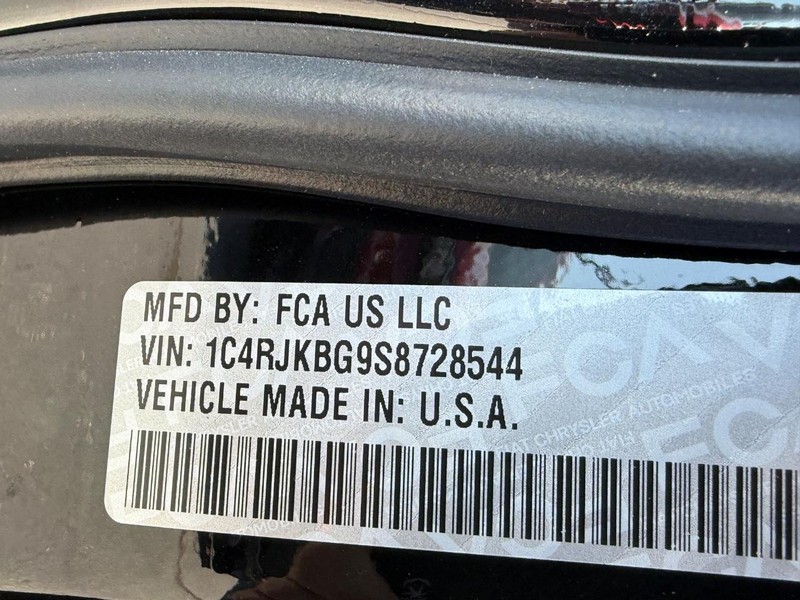 MFD BY: FCA US LLC
VIN: 1C4RJKBG9S8728544
VEHICLE MADE IN: U.S.A.